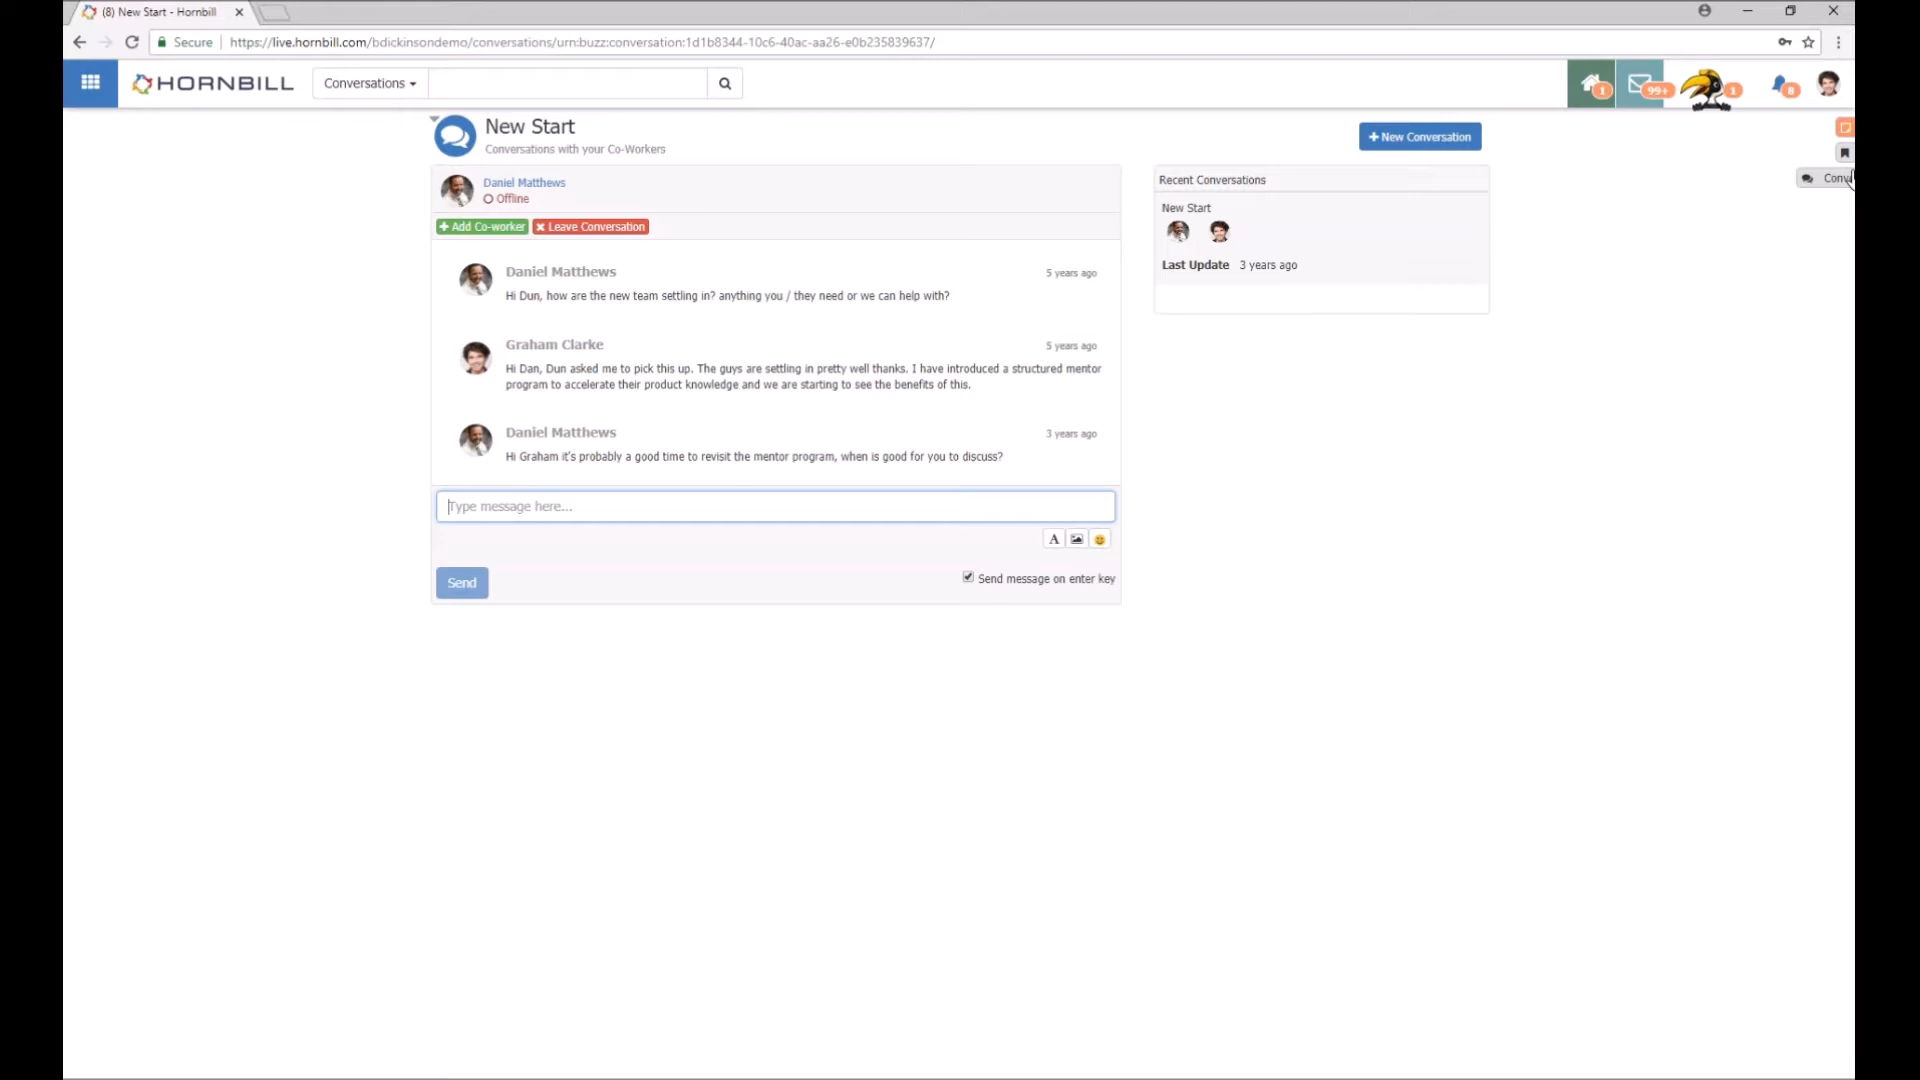 (8) New Start - Hornbill
Secure
https://live.hornbill.com/bdickinsondemo/conversations/urn:buzz:conversation:1d1b8344-10c6-40ac-aa26-e0b235839637/
HORNBILL
Conversations
1
99+
1
8
New Start
Conversations with your Co-Workers
+ New Conversation
Daniel Matthews
Offline
+ Add Co-worker
✖ Leave Conversation
Daniel Matthews
5 years ago
Hi Dun, how are the new team settling in? anything you / they need or we can help with?
Graham Clarke
5 years ago
Hi Dan, Dun asked me to pick this up. The guys are settling in pretty well thanks. I have introduced a structured mentor
program to accelerate their product knowledge and we are starting to see the benefits of this.
Daniel Matthews
3 years ago
Hi Graham it's probably a good time to revisit the mentor program, when is good for you to discuss?
Type message here...
A
Send
Send message on enter key
Recent Conversations
New Start
Last Update 3 years ago